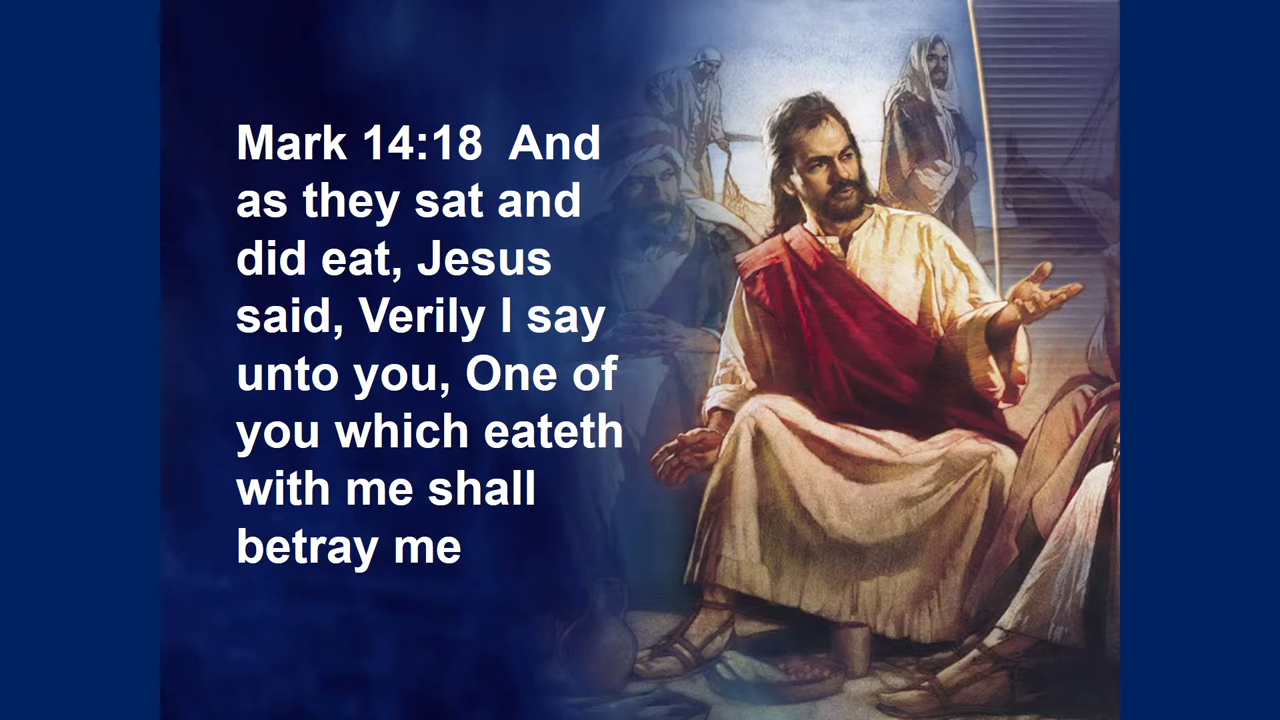 Mark 14:18  And
as they sat and
did eat, Jesus
said, Verily I say
unto you, One of
you which eateth
with me shall
betray me